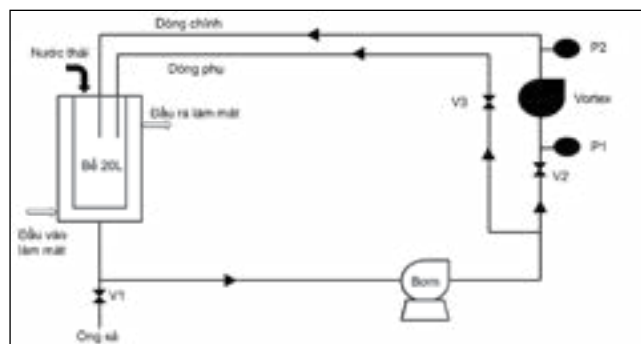 Dòng chính
Nước thải
Dòng phụ
P2
Vortex
V3
Đầu ra làm mát
Bể 20L
P1
V2
Đầu vào
làm mát
Bơm
V1
Ống xả